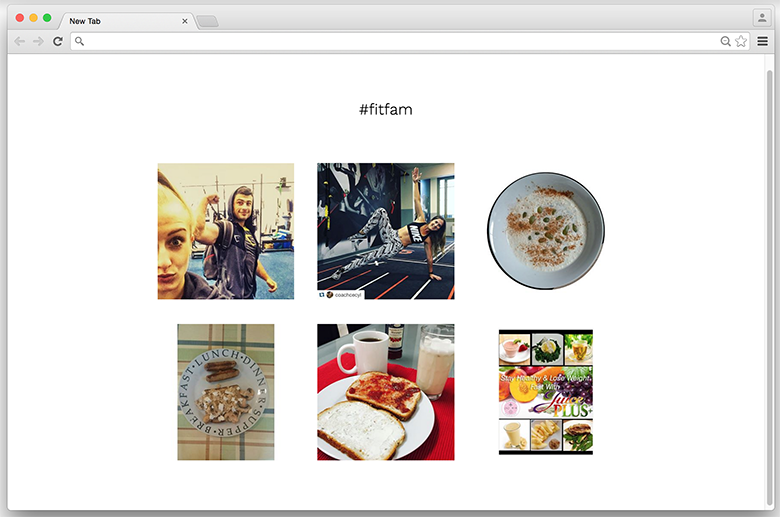 New Tab
#fitfam
NIKE
coachcecyl
BREAKFAST•LUNCH•DINNER•SUPPER•
Stay Healthy & Lose Weight
Fast With
Juice
PLUS+